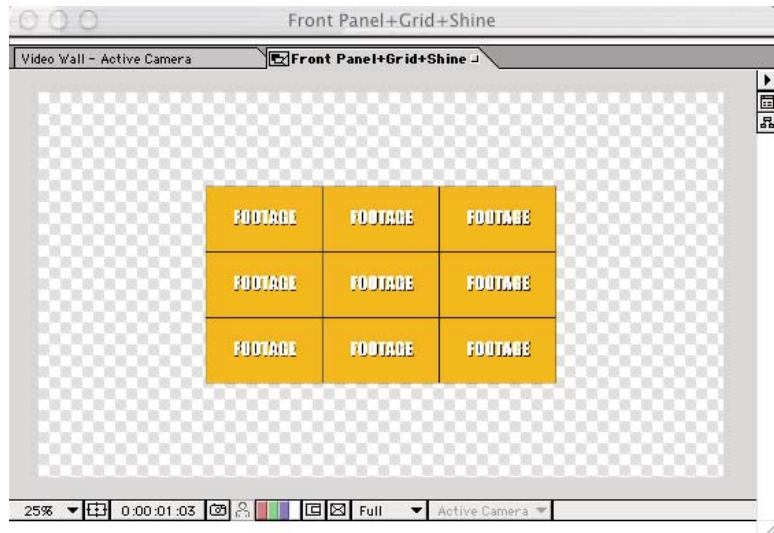 Front Panel+Grid+Shine
Video Wall - Active Camera
Front Panel+Grid+Shine
FOOTAGE FOOTAGE FOOTAGE
FOOTAGE FOOTAGE FOOTAGE
FOOTAGE FOOTAGE FOOTAGE
25% 0:00:01:03 Full Active Camera